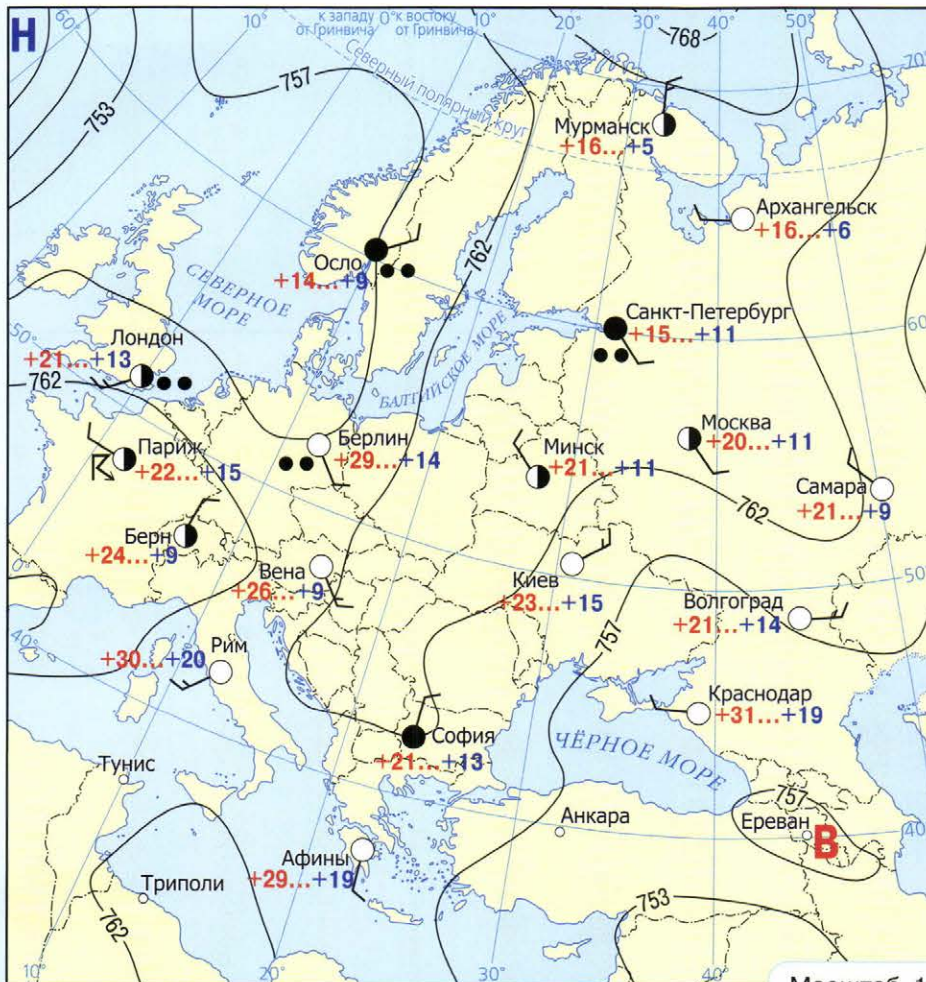 Н
60°
10°
к западу
от Гринвича
0°
к востоку
от Гринвича
10°
20°
30°
40°
50°
70°
768
757
753
Северный полярный круг
Мурманск
+16...+5
Архангельск
+16...+6
Осло
+14...+9
762
СЕВЕРНОЕ
МОРЕ
Санкт-Петербург
+15...+11
60°
50°
Лондон
+21...+13
762
БАЛТИЙСКОЕ МОРЕ
Париж
+22...+15
Берлин
+29...+14
Минск
+21...+11
Москва
+20...+11
Самара
+21...+9
762
Берн
+24...+9
0°
Вена
+26...+9
Киев
+23...+15
50°
Волгоград
+21...+14
757
40°
Рим
+30...+20
Краснодар
+31...+19
София
+21...+13
ЧЁРНОЕ МОРЕ
Тунис
757
Анкара
Ереван
В
40°
Афины
+29...+19
Триполи
762
753
10°
20°
30°
40°
Масштаб 1